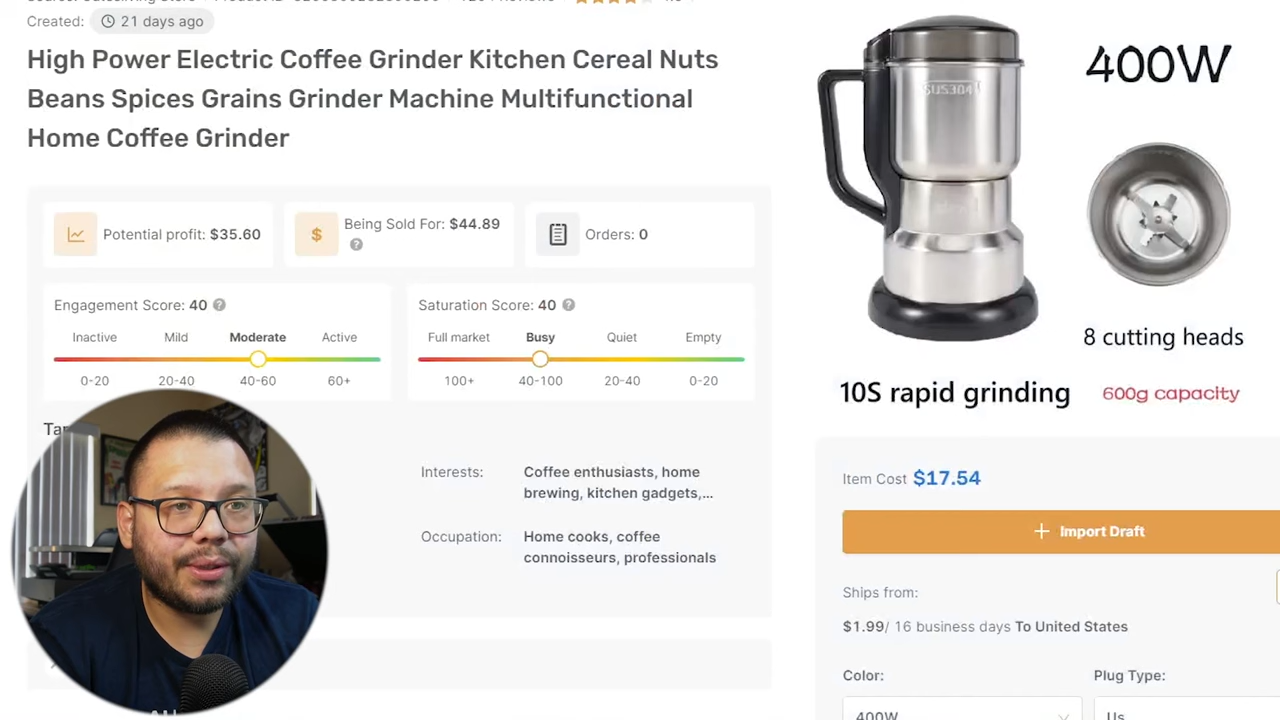 Created: 21 days ago
High Power Electric Coffee Grinder Kitchen Cereal Nuts
Beans Spices Grains Grinder Machine Multifunctional
Home Coffee Grinder
Potential profit: $35.60
Being Sold For: $44.89
Orders: 0
Engagement Score: 40
Inactive Mild Moderate Active
0-20 20-40 40-60 60+
Saturation Score: 40
Full market Busy Quiet Empty
100+ 40-100 20-40 0-20
Interests: Coffee enthusiasts, home
brewing, kitchen gadgets,...
Occupation: Home cooks, coffee
connoisseurs, professionals
SUS304
400W
8 cutting heads
10S rapid grinding 600g capacity
Item Cost $17.54
+ Import Draft
Ships from:
$1.99/ 16 business days To United States
Color: Plug Type:
400W Us